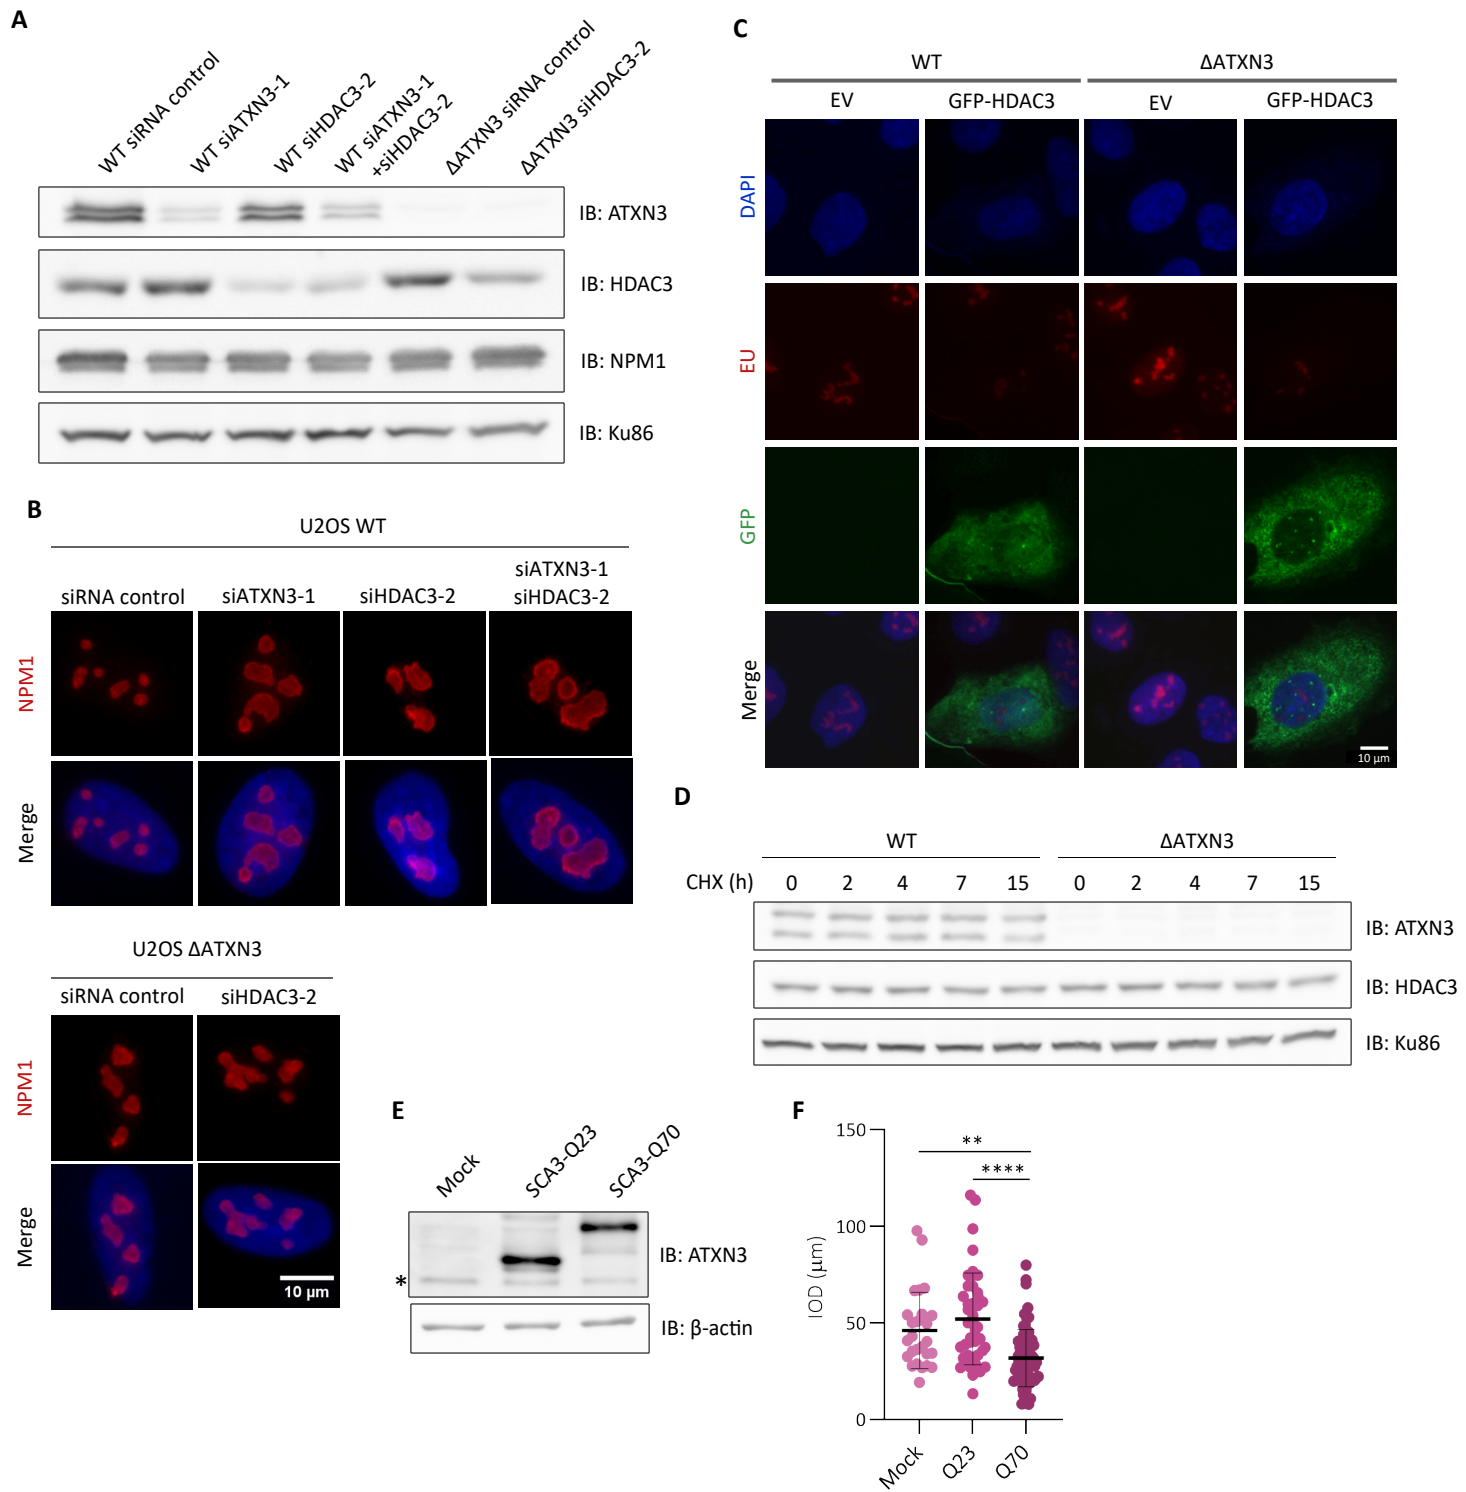 A
WT siRNA control
WT siATXN3-1
WT siHDAC3-2
WT siATXN3-1
+siHDAC3-2
ΔATXN3 siRNA control
ΔATXN3 siHDAC3-2
IB: ATXN3
IB: HDAC3
IB: NPM1
IB: Ku86
B
U2OS WT
siRNA control
siATXN3-1
siHDAC3-2
siATXN3-1
siHDAC3-2
NPM1
Merge
U2OS ΔATXN3
siRNA control
siHDAC3-2
NPM1
Merge
10 µm
C
WT
ΔATXN3
EV
GFP-HDAC3
EV
GFP-HDAC3
DAPI
EU
GFP
Merge
10 µm
D
WT
ΔATXN3
CHX (h)
0
2
4
7
15
0
2
4
7
15
IB: ATXN3
IB: HDAC3
IB: Ku86
E
Mock
SCA3-Q23
SCA3-Q70
*
IB: ATXN3
IB: β-actin
F
IOD (µm)
150
100
50
0
**
****
Mock
Q23
Q70